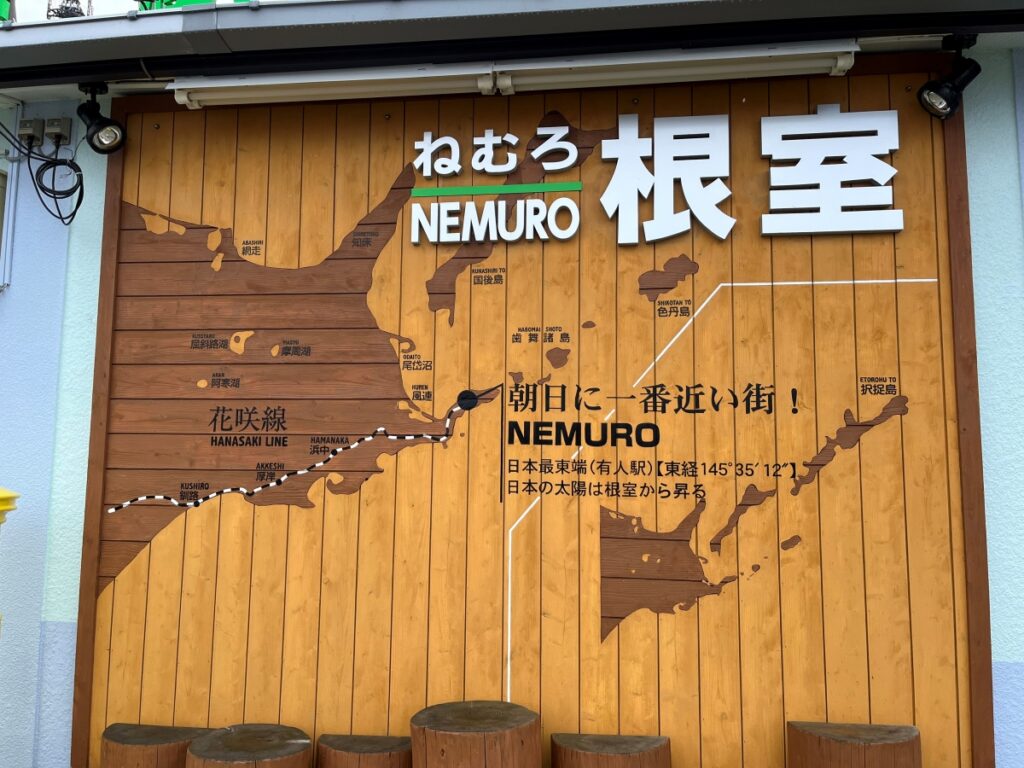 ねむろ
NEMURO
根室
ABASHIRI
網走
SHIRETOKO
知床
KUNASHIRI TO
国後島
SHIKOTAN TO
色丹島
HABOMAI SHOTO
歯舞諸島
KUSSYARO
屈斜路湖
MASHU
摩周湖
ODAITO
尾岱沼
AKAN
阿寒湖
HUREN
風連
ETOROHU TO
択捉島
花咲線
HANASAKI LINE
HAMANAKA
浜中
AKKESHI
厚岸
KUSHIRO
釧路
朝日に一番近い街!
NEMURO
日本最東端(有人駅)【東経145°35′12″】
日本の太陽は根室から昇る